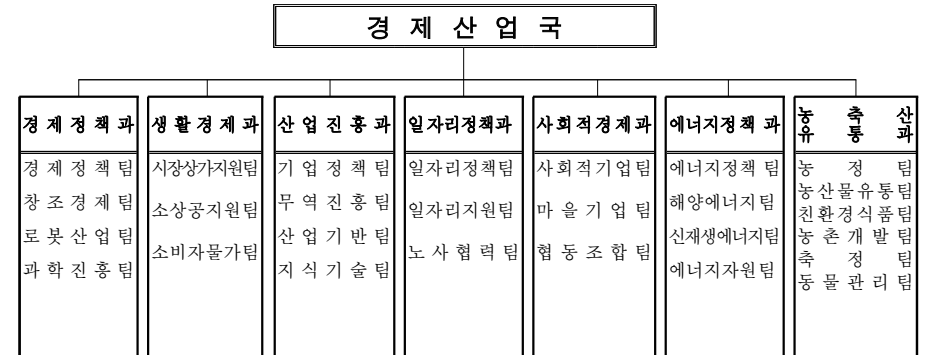 경 제 산 업 국
경 제 정 책 과
경 제 정 책 팀
창 조 경 제 팀
로 봇 산 업 팀
과 학 진 흥 팀
생 활 경 제 과
시장상가지원팀
소상공지원팀
소비자물가팀
산 업 진 흥 과
기 업 정 책 팀
무 역 진 흥 팀
산 업 기 반 팀
지 식 기 술 팀
일자리정책과
일자리정책팀
일자리지원팀
노 사 협 력 팀
사회적경제과
사회적기업팀
마 을 기 업 팀
협 동 조 합 팀
에너지정책 과
에너지정책 팀
해양에너지팀
신재생에너지팀
에너지자원팀
농 축 산
유 통 과
농 정 팀
농산물유통팀
친환경식품팀
농 촌 개 발 팀
축 정 팀
동 물 관 리 팀